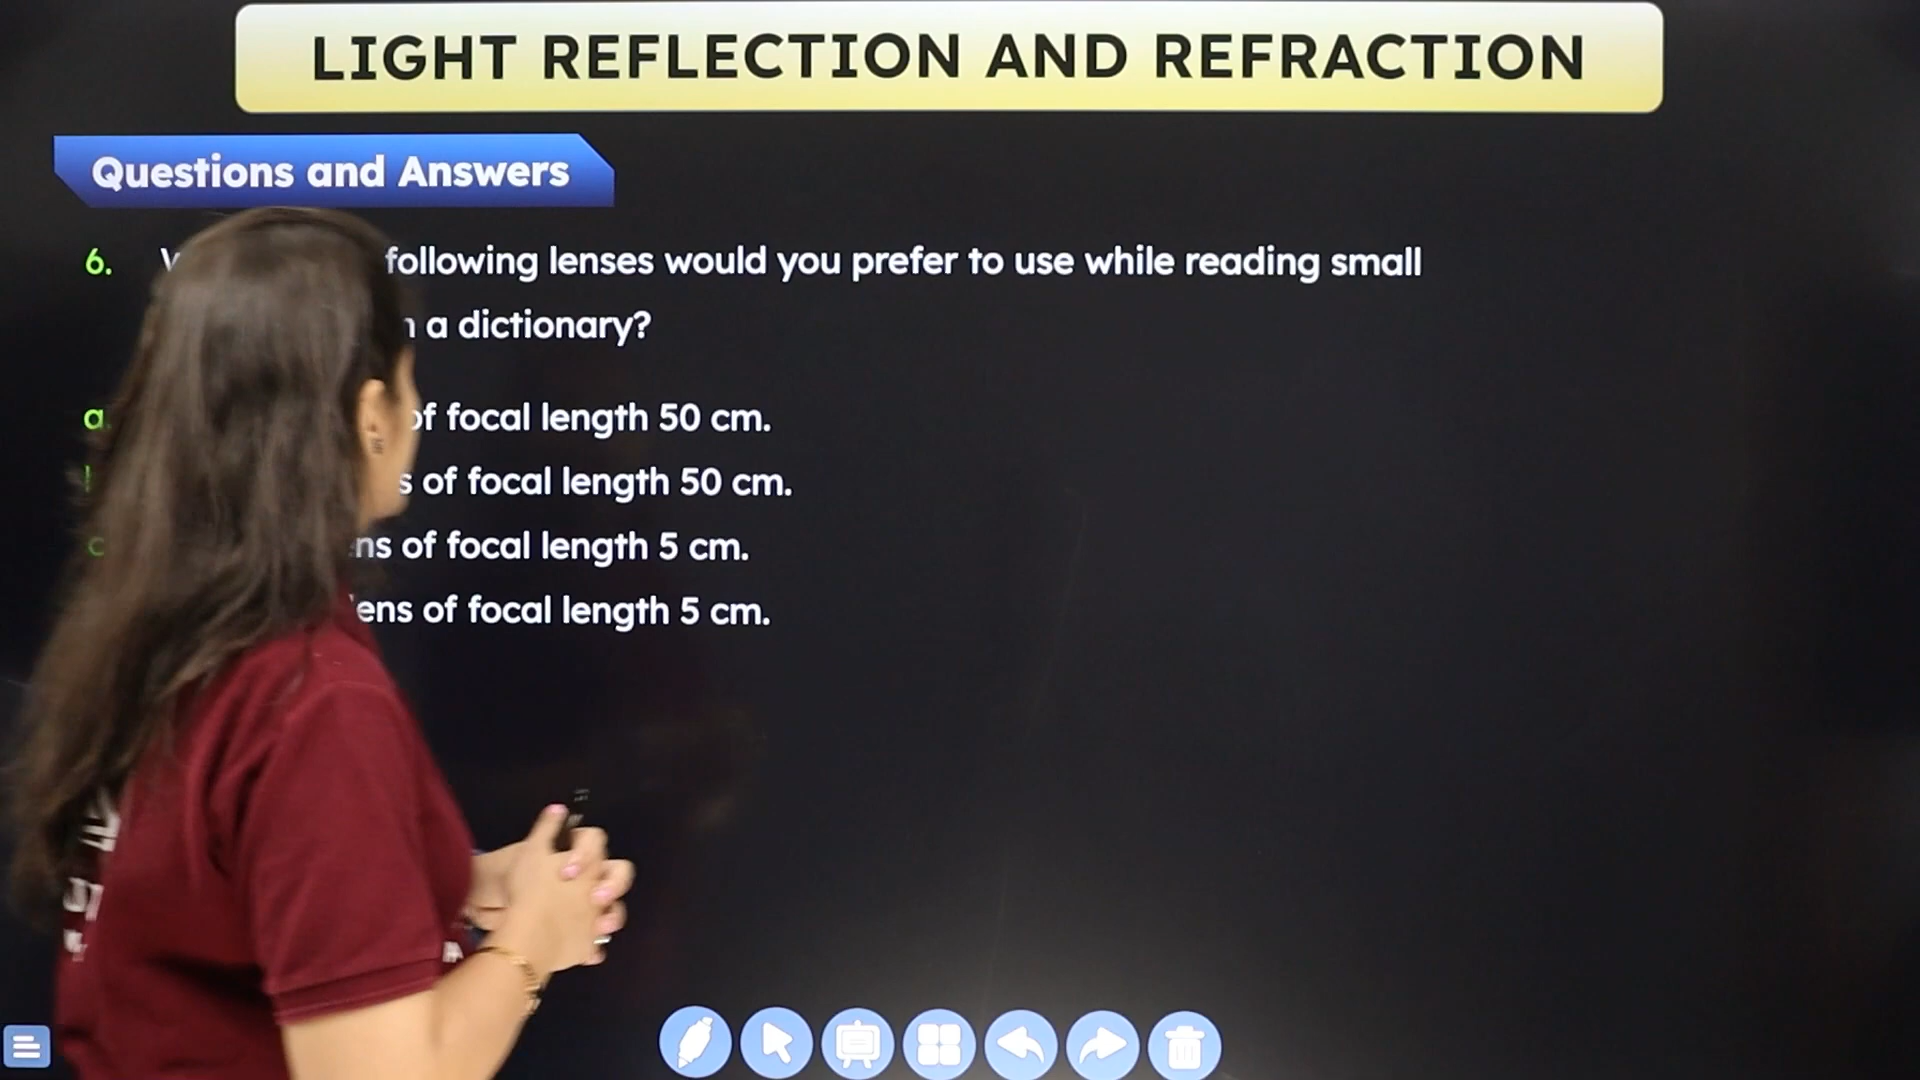 LIGHT REFLECTION AND REFRACTION
Questions and Answers
6. following lenses would you prefer to use while reading small
a dictionary?
a. of focal length 50 cm.
of focal length 50 cm.
of focal length 5 cm.
of focal length 5 cm.